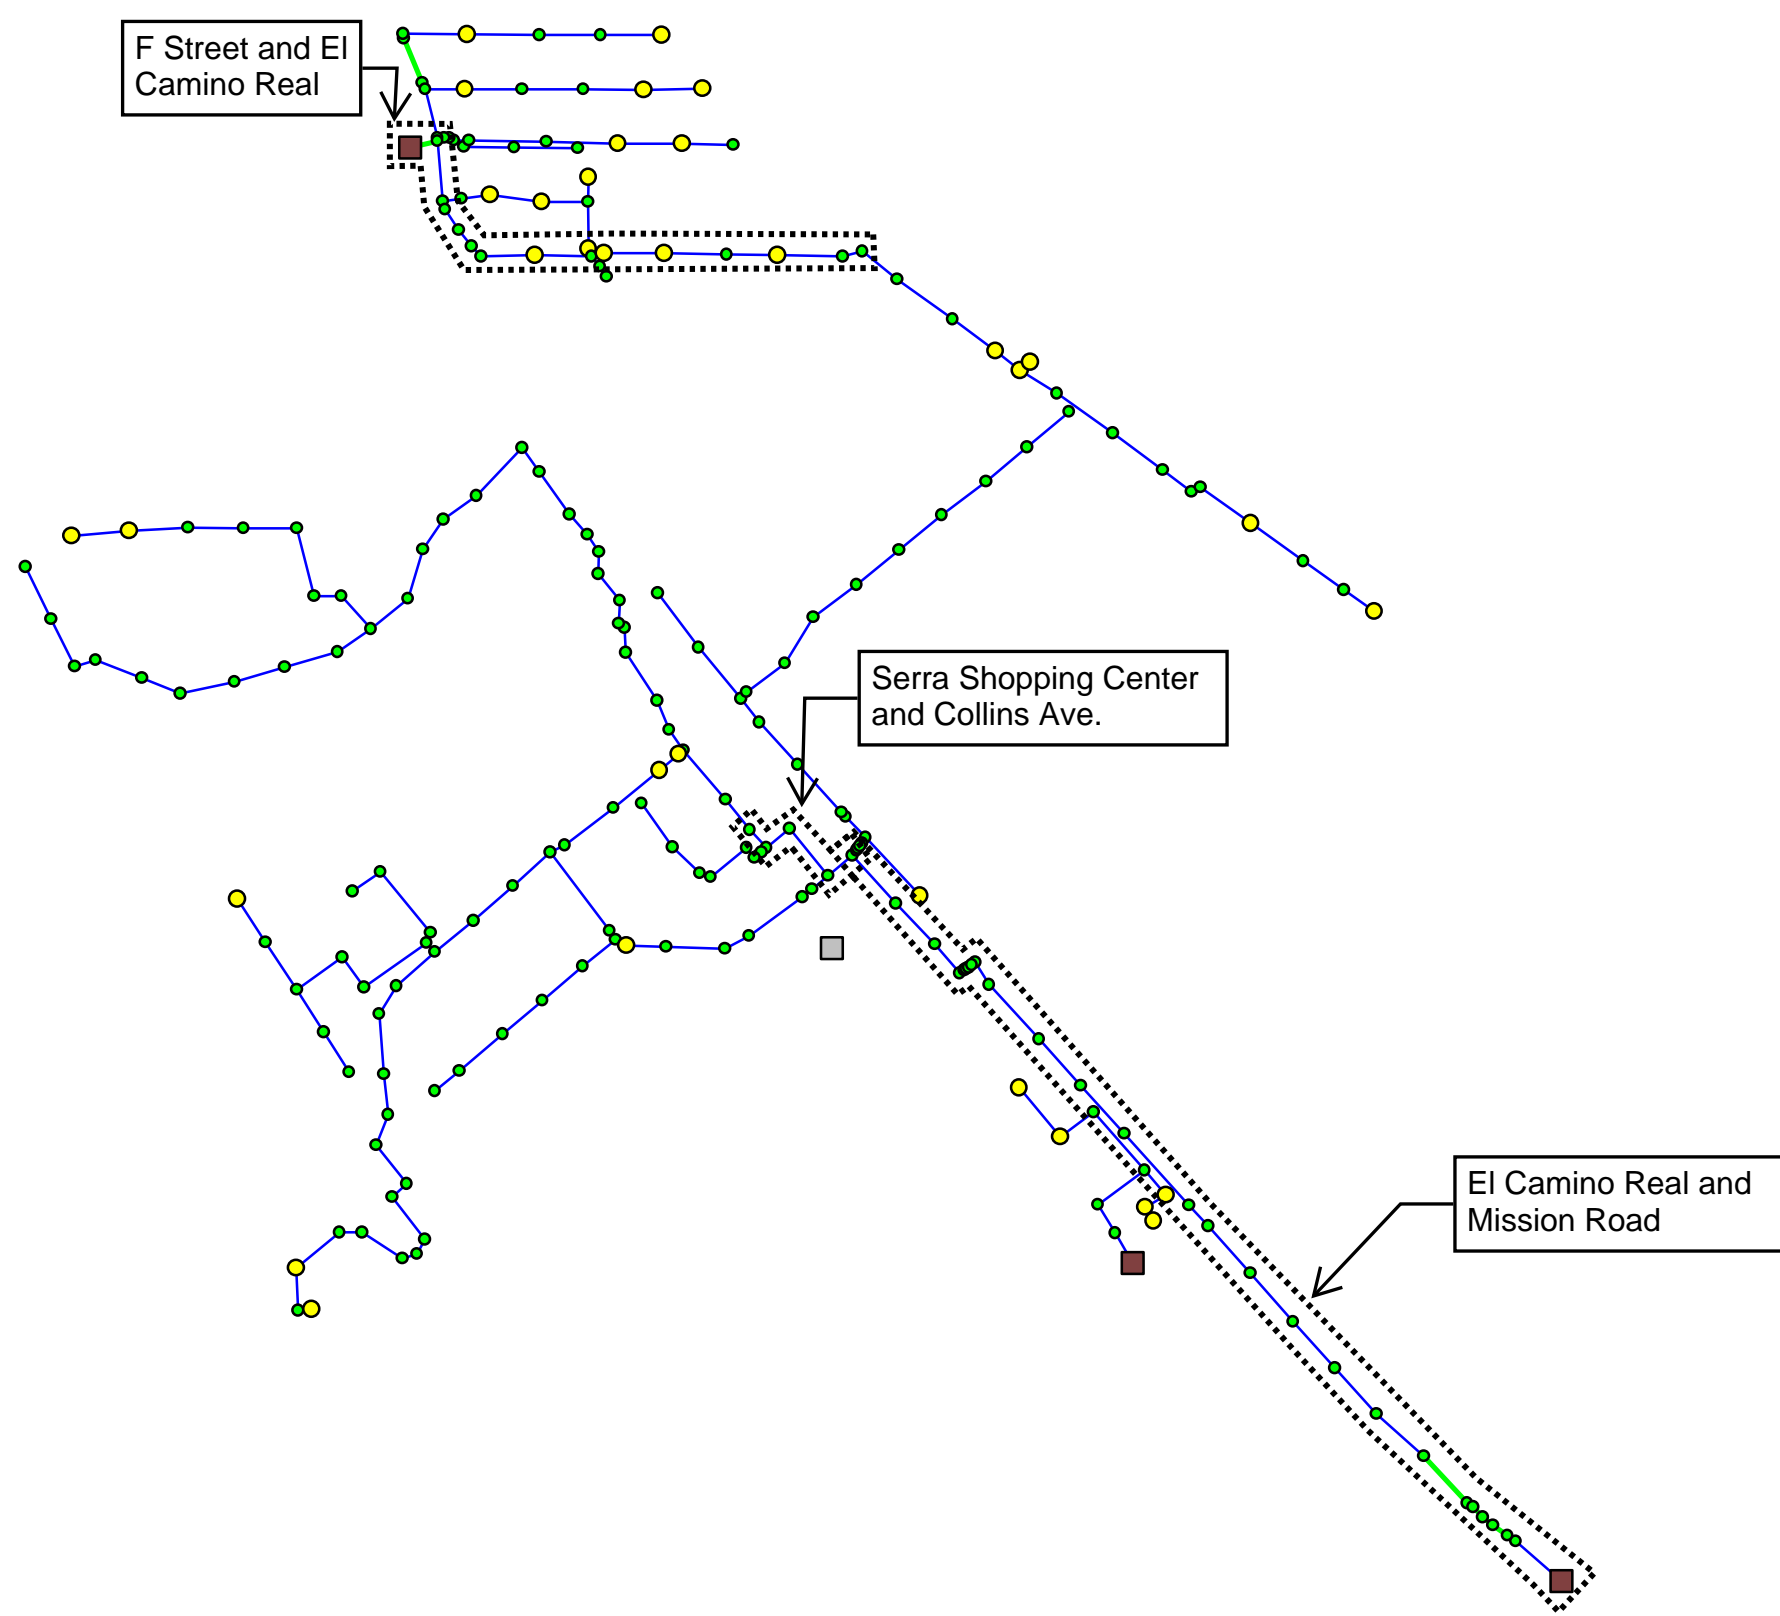 F Street and El
Camino Real
Serra Shopping Center
and Collins Ave.
El Camino Real and
Mission Road